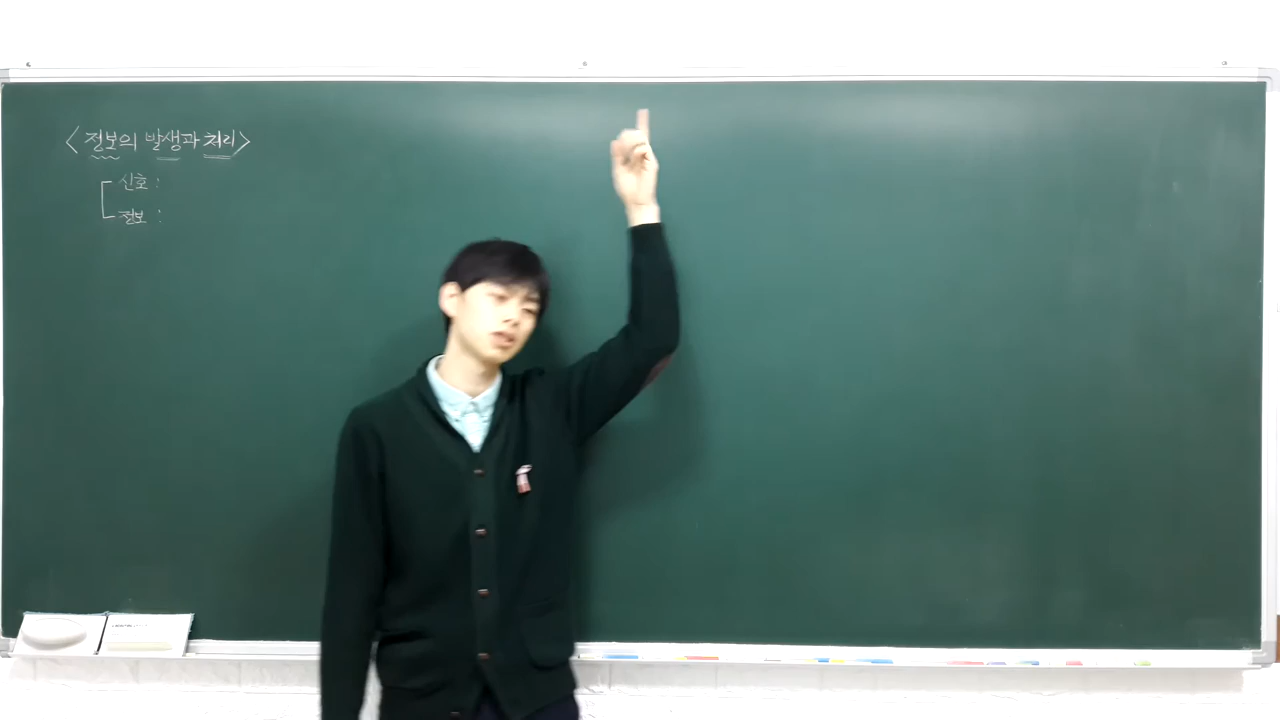 <정보의 발생과 처리>
신호 :
정보 :